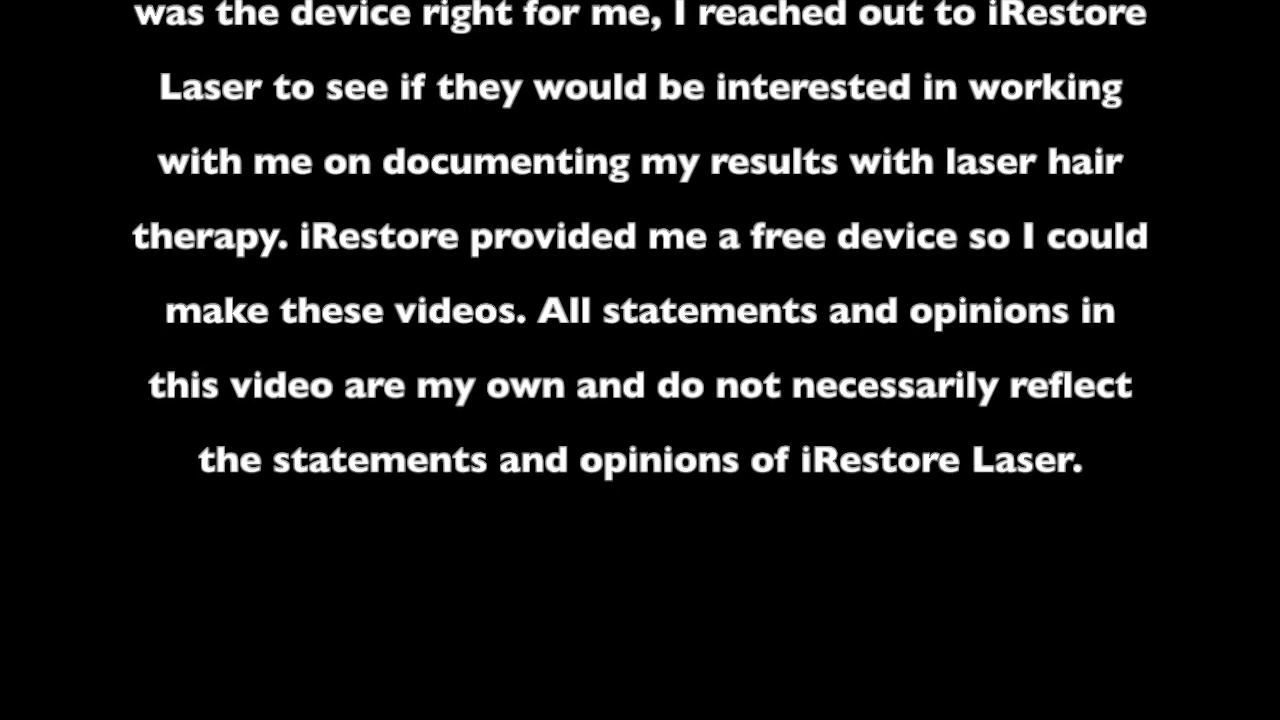 was the device right for me, I reached out to iRestore
Laser to see if they would be interested in working
with me on documenting my results with laser hair
therapy. iRestore provided me a free device so I could
make these videos. All statements and opinions in
this video are my own and do not necessarily reflect
the statements and opinions of iRestore Laser.